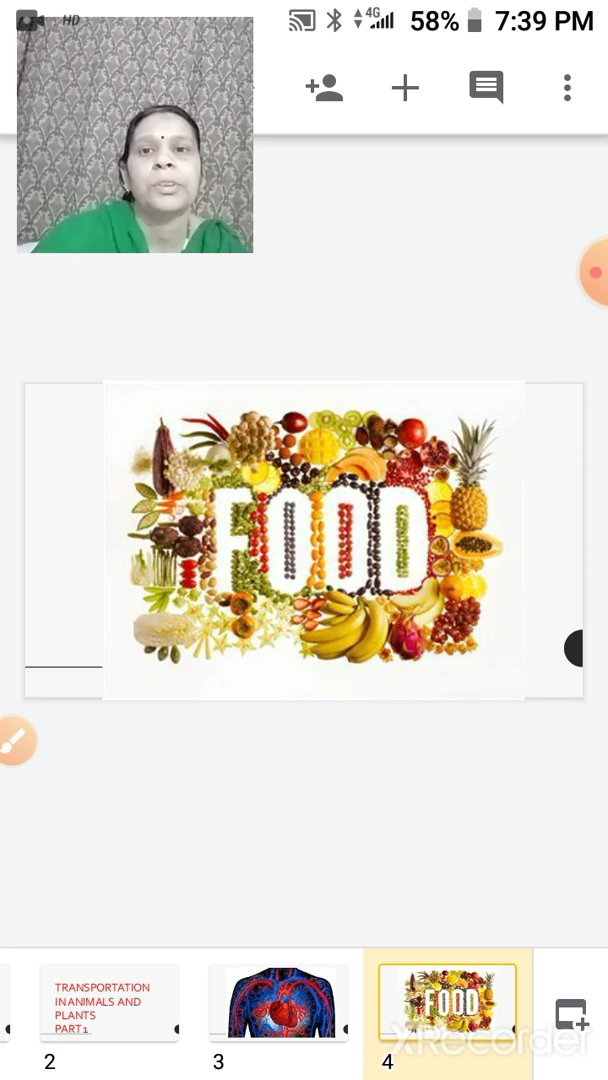 HD
4G
58%
7:39 PM
FOOD
TRANSPORTATION
IN ANIMALS AND
PLANTS
PART 1
FOOD
2
3
4
XRecorder